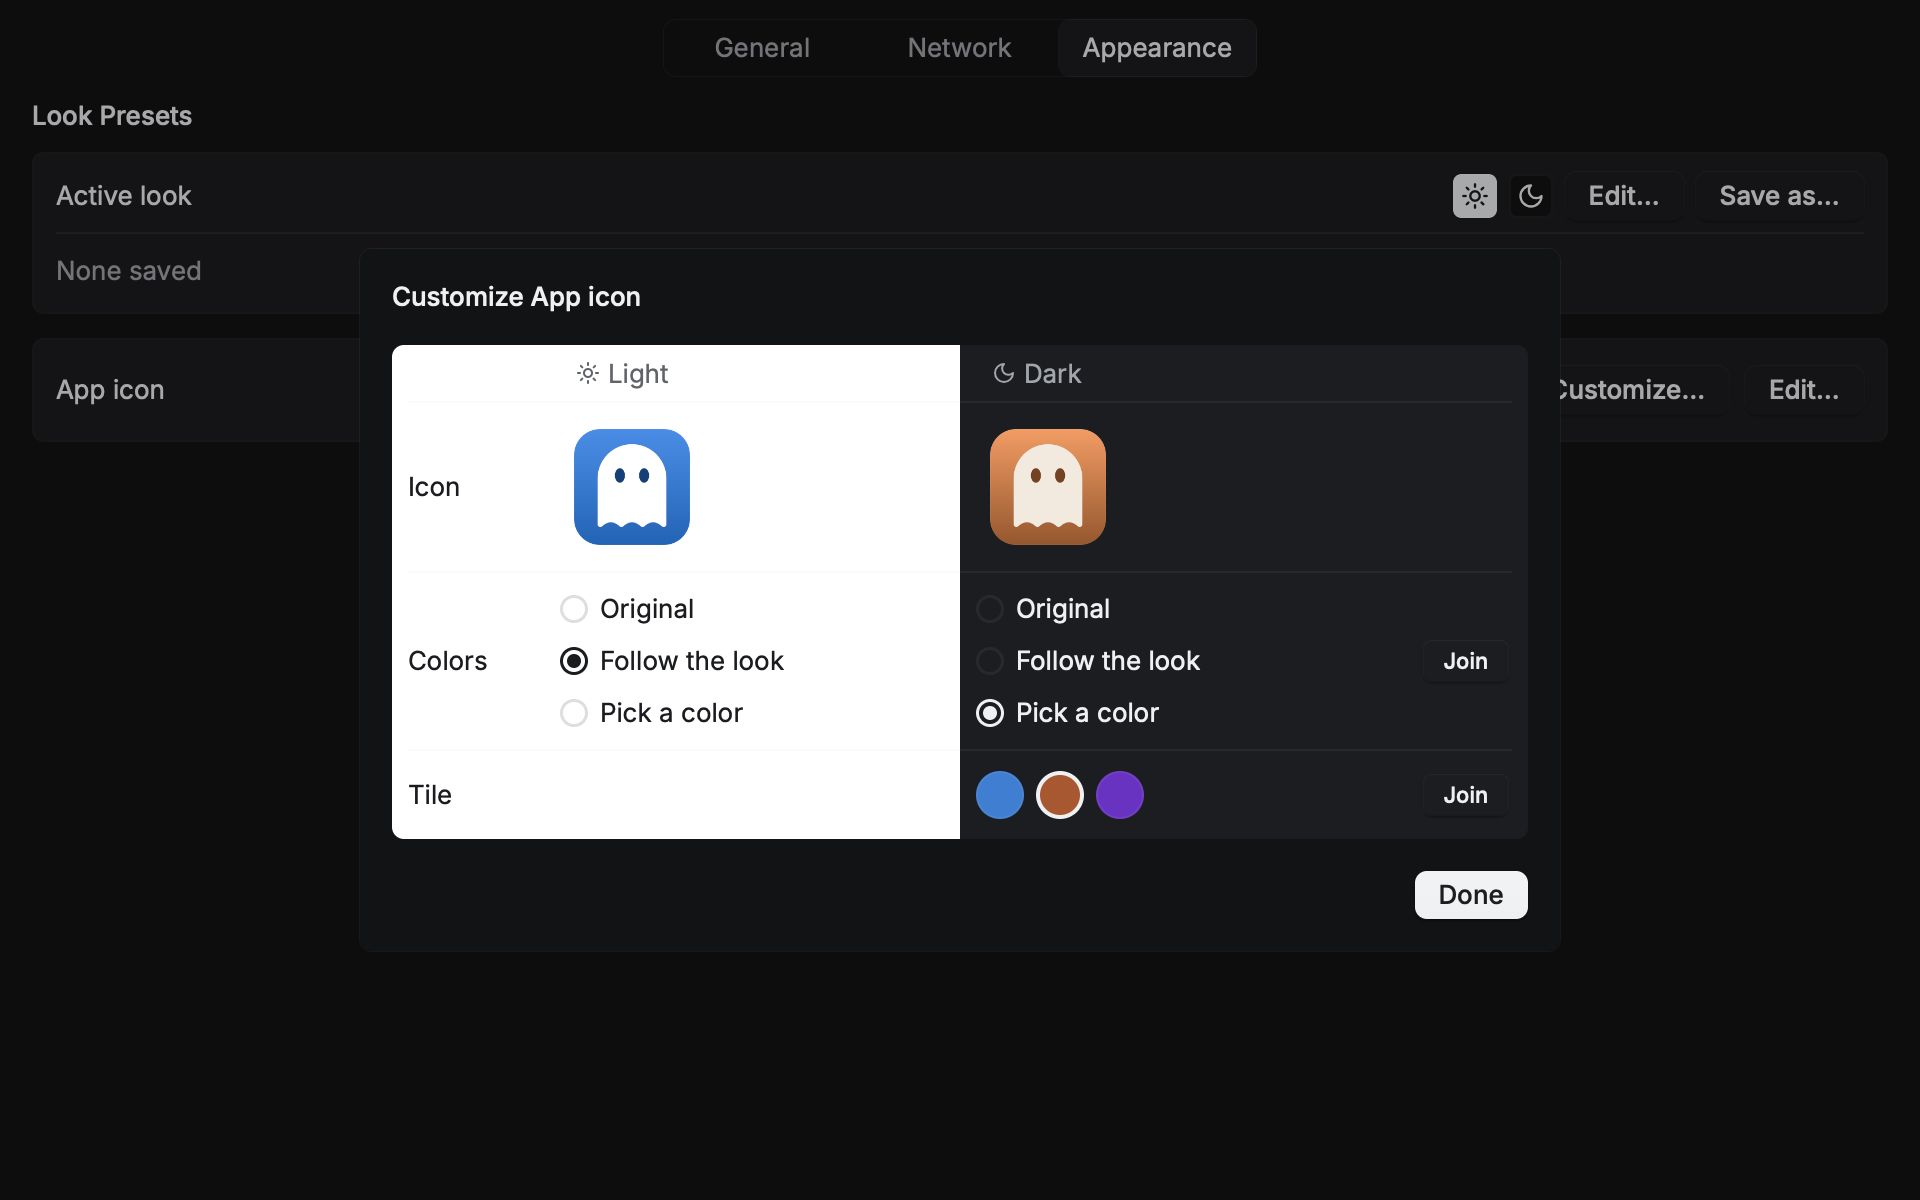 General Network Appearance
Look Presets
Active look Edit... Save as...
None saved
Customize App icon
App icon Customize... Edit...
Light Dark
Icon
Original Original
Colors Follow the look Follow the look Join
Pick a color Pick a color
Tile Join
Done